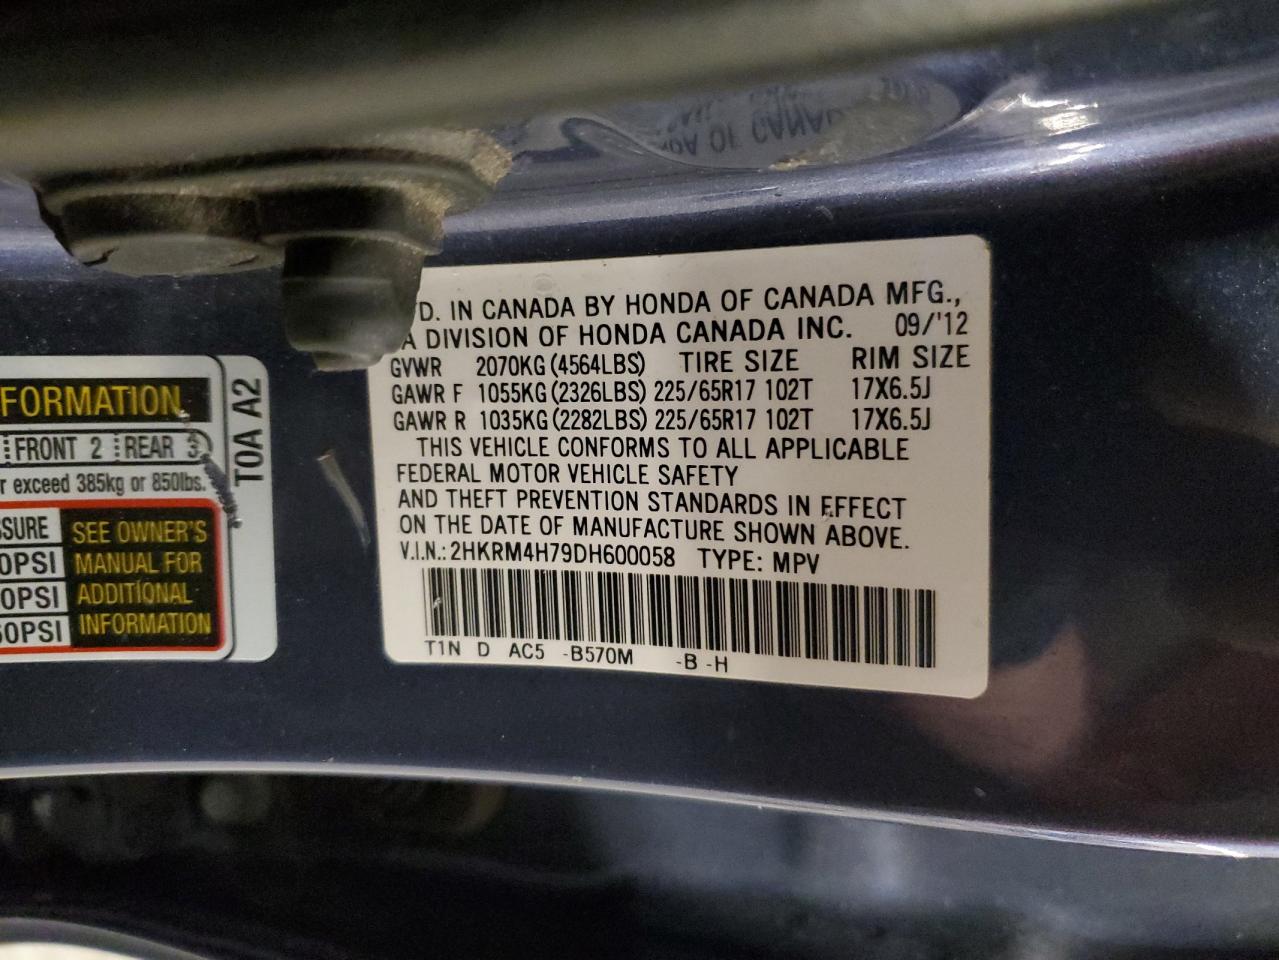 'D. IN CANADA BY HONDA OF CANADA MFG.,
A DIVISION OF HONDA CANADA INC. 09/'12
GVWR 2070KG (4564LBS) TIRE SIZE RIM SIZE
GAWR F 1055KG (2326LBS) 225/65R17 102T 17X6.5J
GAWR R 1035KG (2282LBS) 225/65R17 102T 17X6.5J
THIS VEHICLE CONFORMS TO ALL APPLICABLE
FEDERAL MOTOR VEHICLE SAFETY
AND THEFT PREVENTION STANDARDS IN EFFECT
ON THE DATE OF MANUFACTURE SHOWN ABOVE.
V.I.N.: 2HKRM4H79DH600058 TYPE: MPV
T1N D AC5 -B570M -B -H
FORMATION
FRONT 2 REAR 3
r exceed 385kg or 850lbs.
SSURE
0PSI
0PSI
60PSI
SEE OWNER'S
MANUAL FOR
ADDITIONAL
INFORMATION
T0A A2
OF CANAD